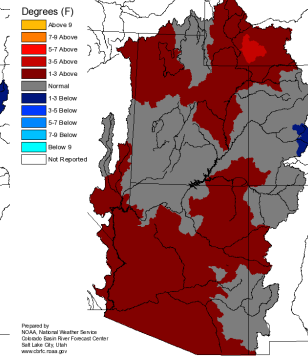 Degrees (F)
Above 9
7-9 Above
5-7 Above
3-5 Above
1-3 Above
Normal
1-3 Below
3-5 Below
5-7 Below
7-9 Below
Below 9
Not Reported
Prepared by
NOAA, National Weather Service
Colorado Basin River Forecast Center
Salt Lake City, Utah
www.cbrfc.noaa.gov